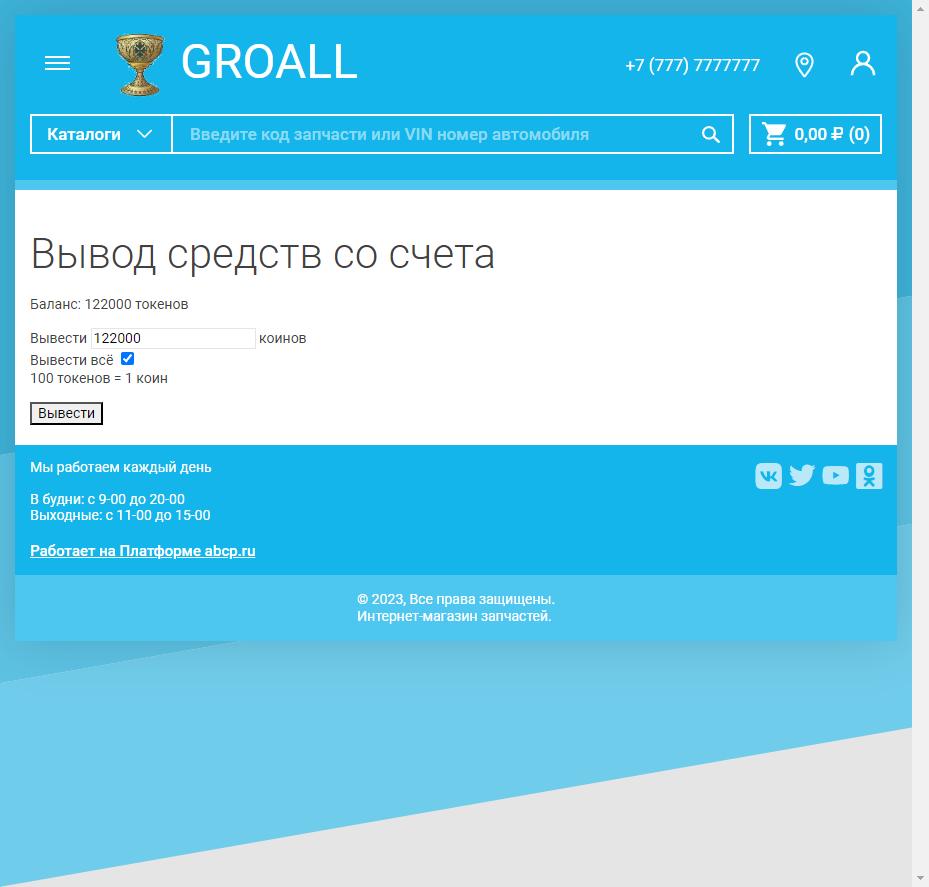 GROALL
+7 (777) 7777777
Каталоги
Введите код запчасти или VIN номер автомобиля
0,00 ₽ (0)
Вывод средств со счета
Баланс: 122000 токенов
Вывести 122000 коинов
Вывести всё
100 токенов = 1 коин
Вывести
Мы работаем каждый день
В будни: с 9-00 до 20-00
Выходные: с 11-00 до 15-00
Работает на Платформе abcp.ru
© 2023, Все права защищены.
Интернет-магазин запчастей.